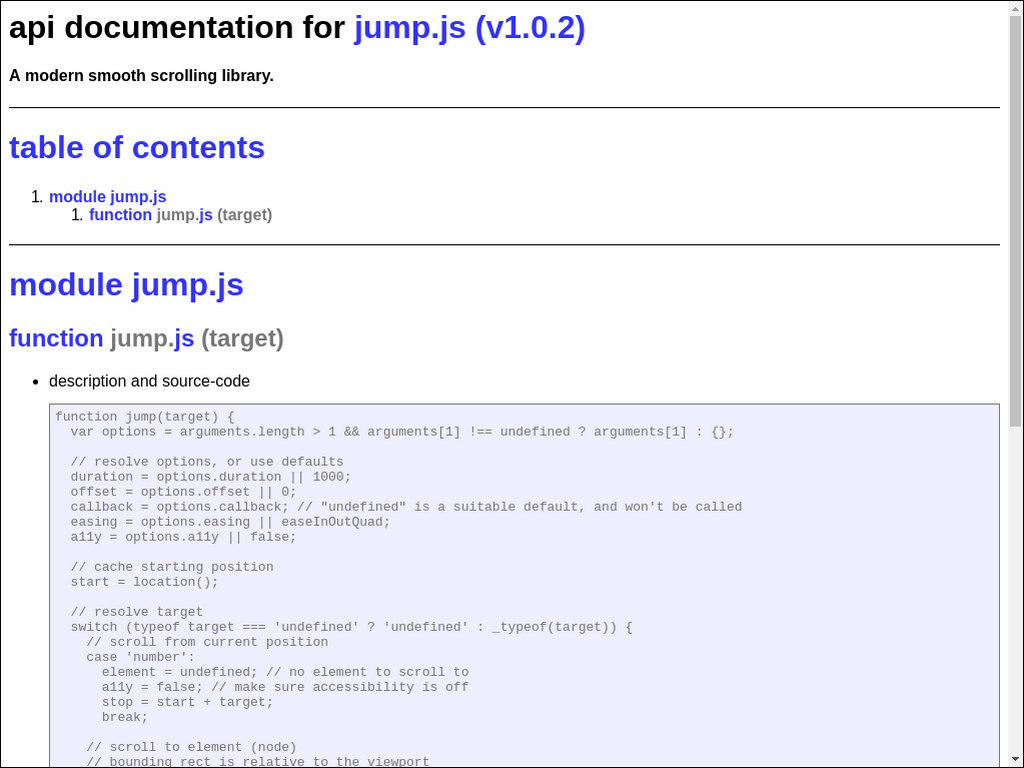 api documentation for jump.js (v1.0.2)
A modern smooth scrolling library.
table of contents
1. module jump.js
1. function jump.js (target)
module jump.js
function jump.js (target)
• description and source-code
function jump(target) {
  var options = arguments.length > 1 && arguments[1] !== undefined ? arguments[1] : {};
  // resolve options, or use defaults
  duration = options.duration || 1000;
  offset = options.offset || 0;
  callback = options.callback; // "undefined" is a suitable default, and won't be called
  easing = options.easing || easeInOutQuad;
  a11y = options.a11y || false;
  // cache starting position
  start = location();
  // resolve target
  switch (typeof target === 'undefined' ? 'undefined' : _typeof(target)) {
    // scroll from current position
    case 'number':
      element = undefined; // no element to scroll to
      a11y = false; // make sure accessibility is off
      stop = start + target;
      break;
    // scroll to element (node)
    // bounding rect is relative to the viewport